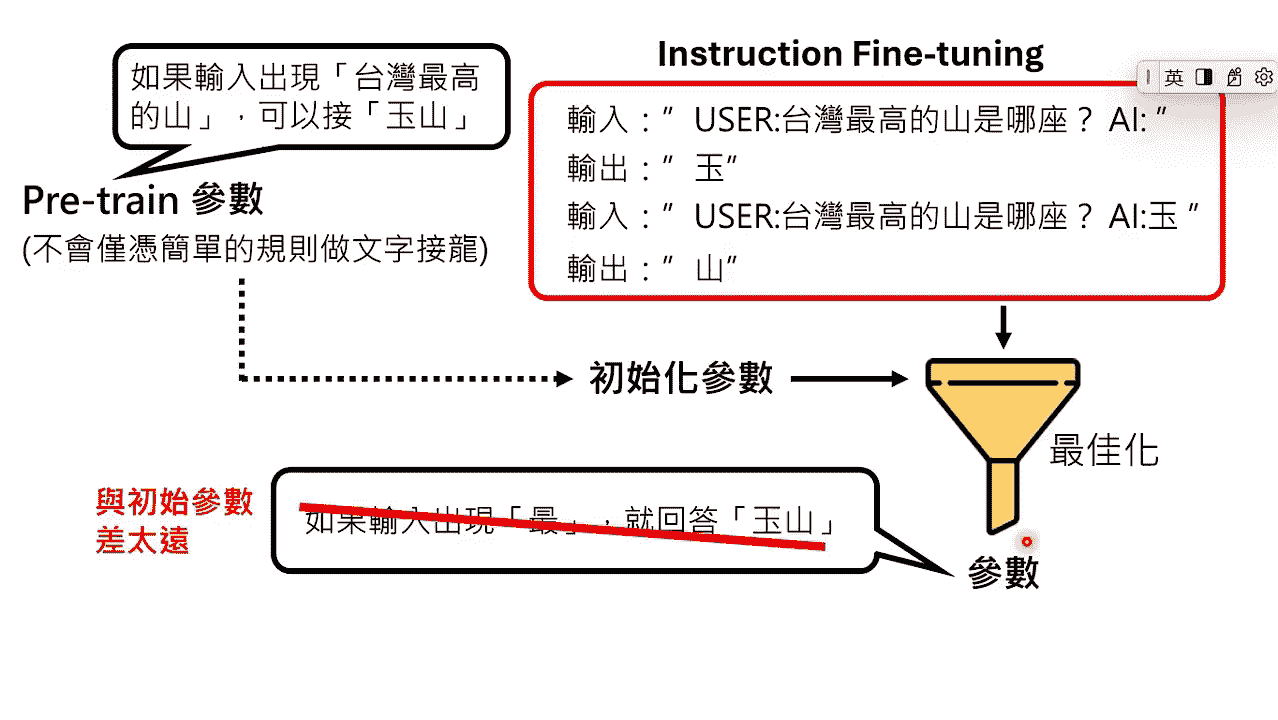 Instruction Fine-tuning
如果輸入出現「台灣最高
的山」，可以接「玉山」
英
輸入：”USER:台灣最高的山是哪座？ AI: ”
輸出：”玉”
輸入：”USER:台灣最高的山是哪座？ AI:玉 ”
輸出：”山”
Pre-train 參數
(不會僅憑簡單的規則做文字接龍)
初始化參數
最佳化
與初始參數
差太遠
如果輸入出現「最」，就回答「玉山」
參數